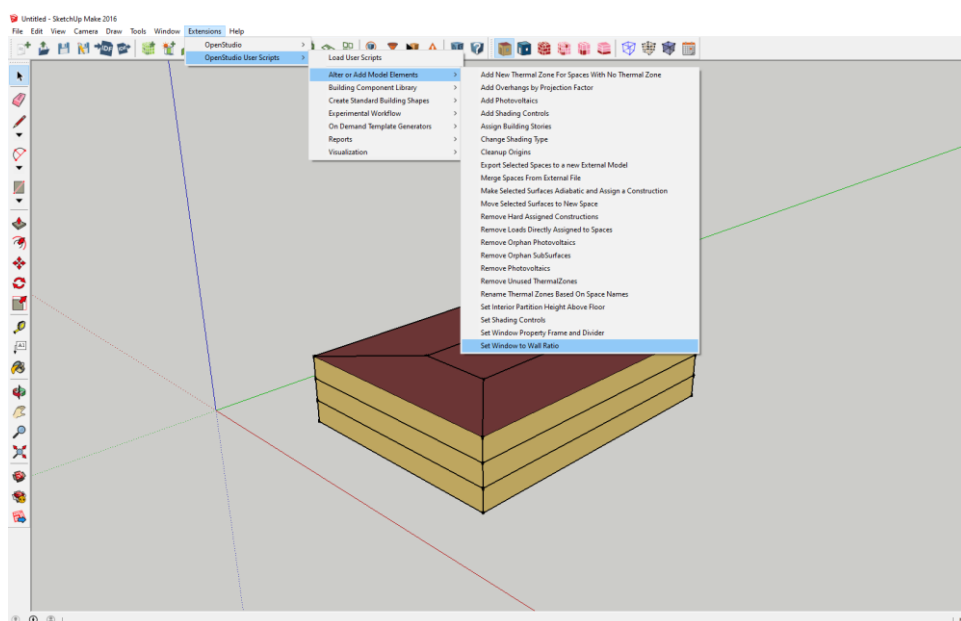 Untitled - SketchUp Make 2016
File Edit View Camera Draw Tools Window Extensions Help
OpenStudio
OpenStudio User Scripts
Load User Scripts
Alter or Add Model Elements
Building Component Library
Create Standard Building Shapes
Experimental Workflow
On Demand Template Generators
Reports
Visualization
Add New Thermal Zone For Spaces With No Thermal Zone
Add Overhangs by Projection Factor
Add Photovoltaics
Add Shading Controls
Assign Building Stories
Change Shading Type
Cleanup Origins
Export Selected Spaces to a new External Model
Merge Spaces From External File
Make Selected Surfaces Adiabatic and Assign a Construction
Move Selected Surfaces to New Space
Remove Hard Assigned Constructions
Remove Loads Directly Assigned to Spaces
Remove Orphan Photovoltaics
Remove Orphan SubSurfaces
Remove Photovoltaics
Remove Unused ThermalZones
Rename Thermal Zones Based On Space Names
Set Interior Partition Height Above Floor
Set Shading Controls
Set Window Property Frame and Divider
Set Window to Wall Ratio